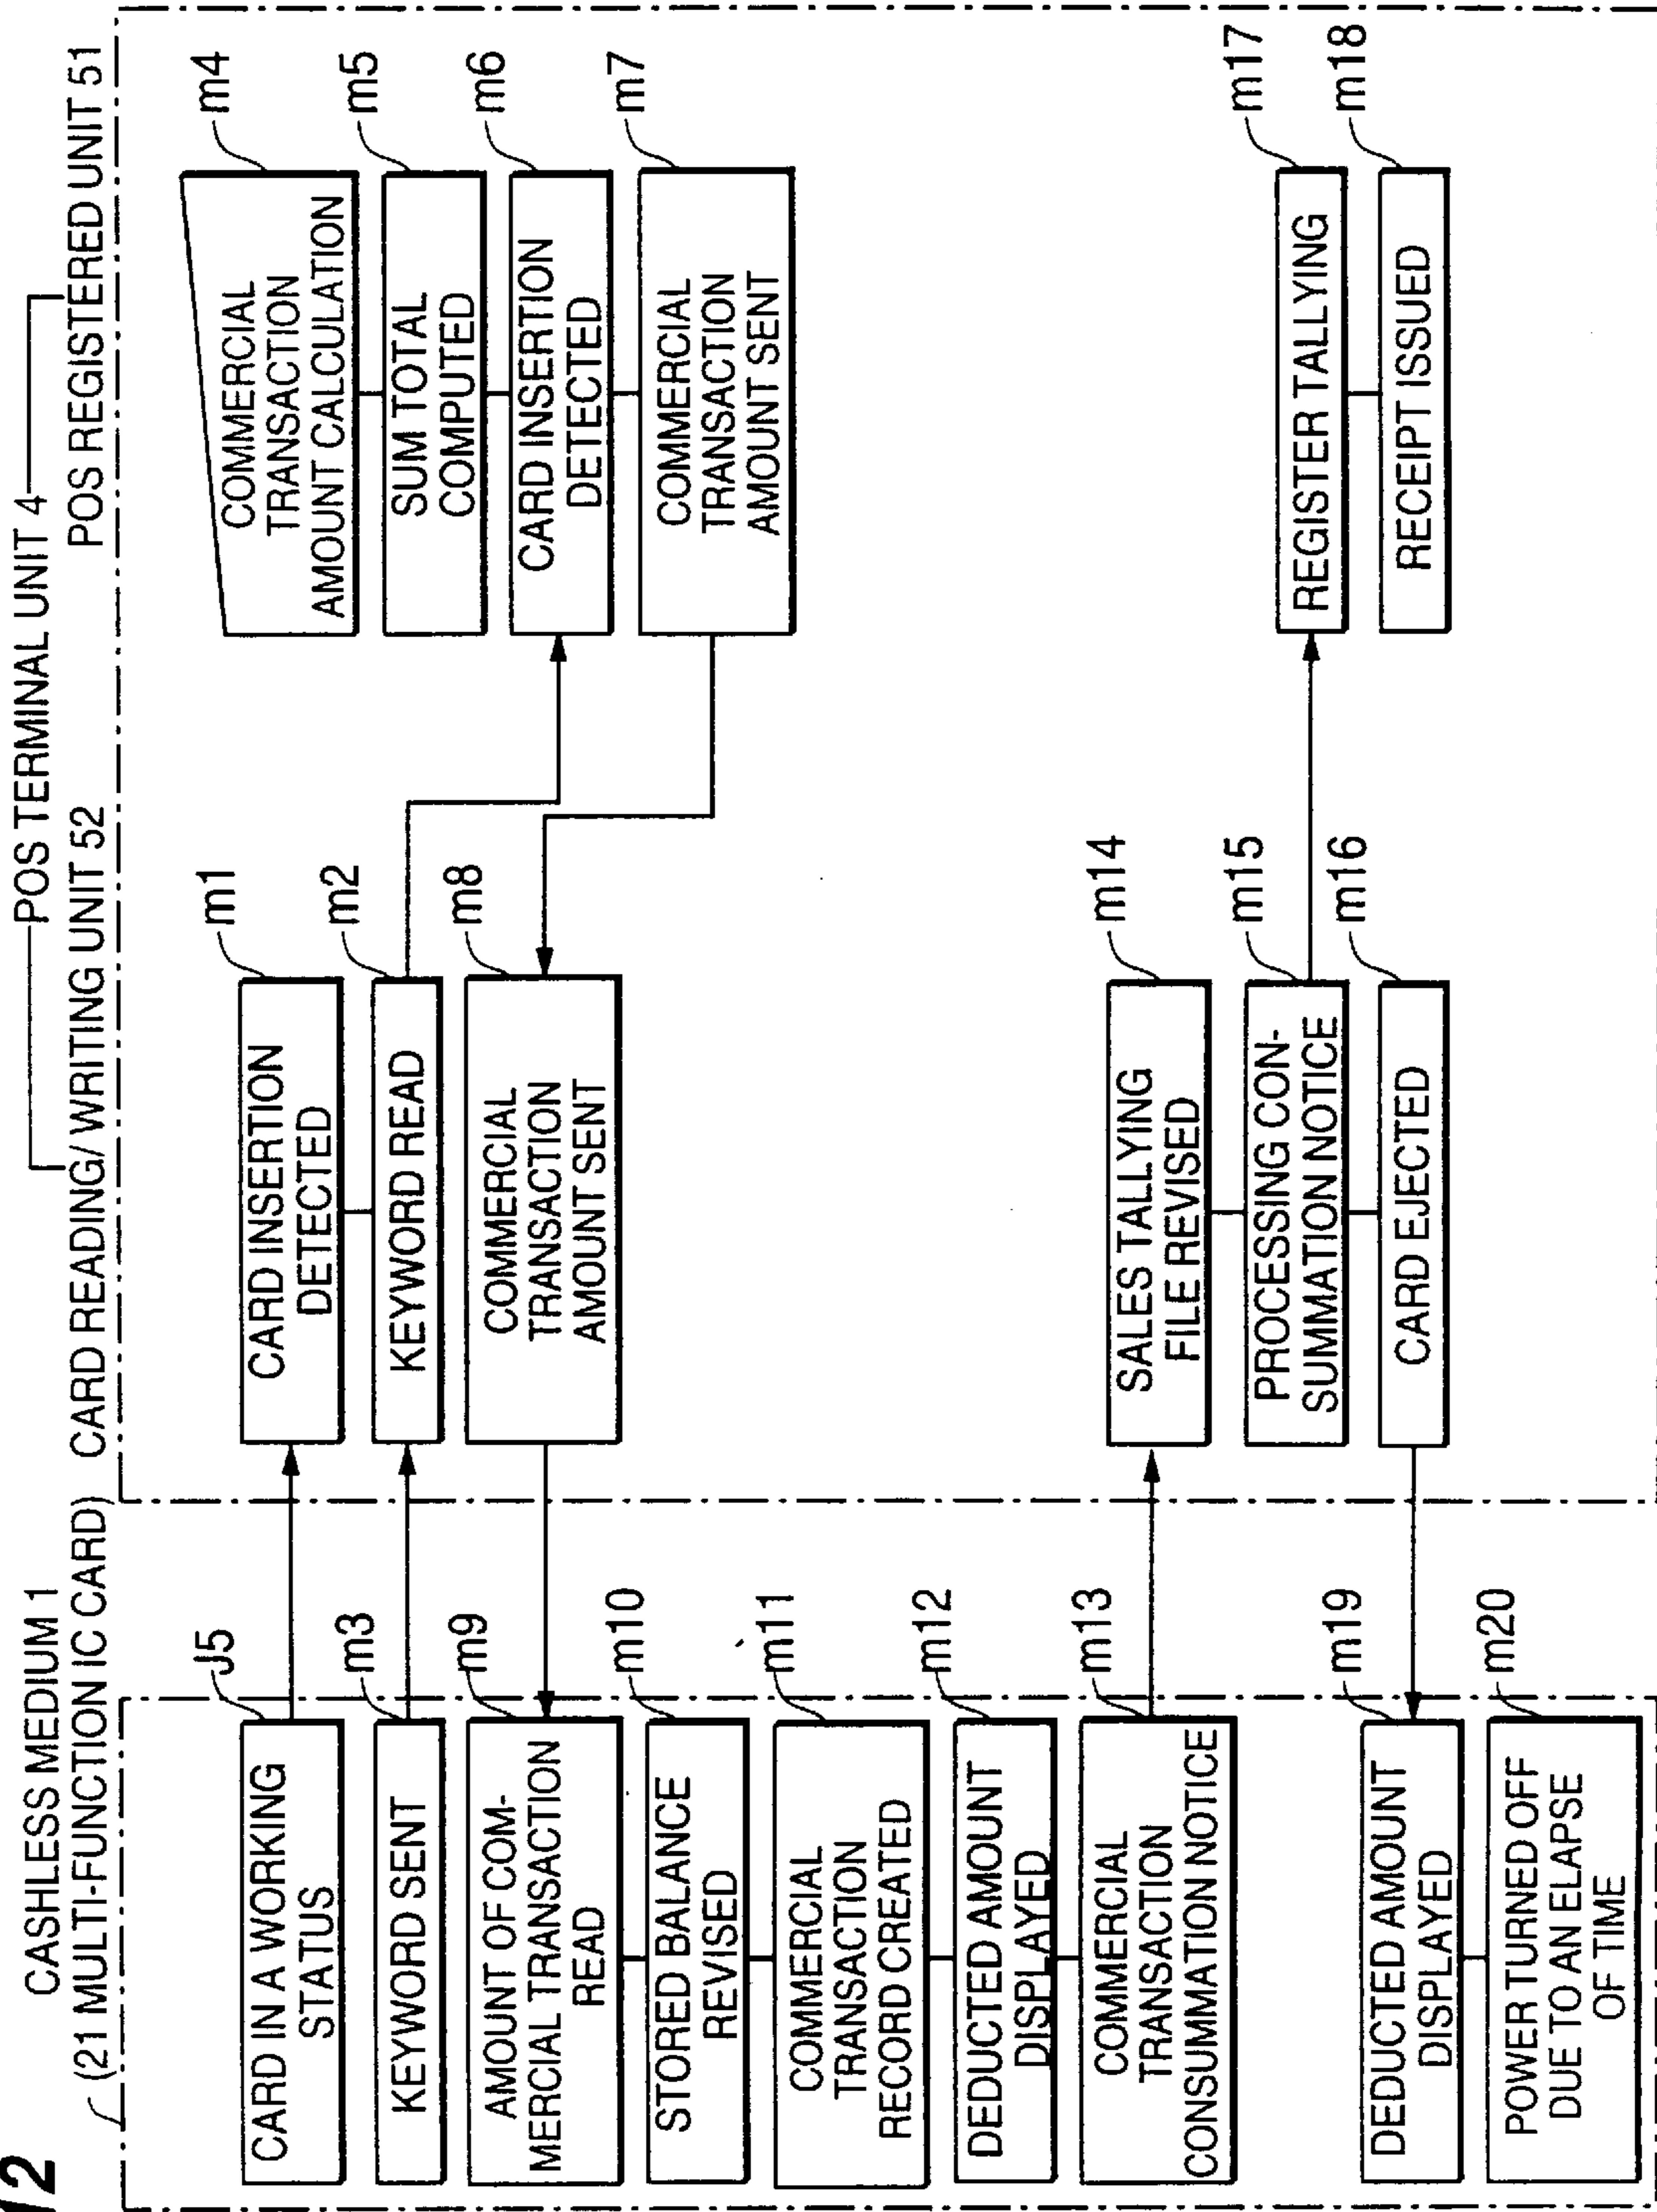 12
CASHLESS MEDIUM 1
(21 MULTI-FUNCTION IC CARD)
POS TERMINAL UNIT 4
CARD READING/WRITING UNIT 52
POS REGISTERED UNIT 51
J5
CARD IN A WORKING
STATUS
m3
KEYWORD SENT
m9
AMOUNT OF COM-
MERCIAL TRANSACTION
READ
m10
STORED BALANCE
REVISED
m11
COMMERCIAL
TRANSACTION
RECORD CREATED
m12
DEDUCTED AMOUNT
DISPLAYED
m13
COMMERCIAL
TRANSACTION
CONSUMMATION NOTICE
m19
DEDUCTED AMOUNT
DISPLAYED
m20
POWER TURNED OFF
DUE TO AN ELAPSE
OF TIME
m1
CARD INSERTION
DETECTED
m2
KEYWORD READ
m8
COMMERCIAL
TRANSACTION
AMOUNT SENT
m14
SALES TALLYING
FILE REVISED
m15
PROCESSING CON-
SUMMATION NOTICE
m16
CARD EJECTED
m4
COMMERCIAL
TRANSACTION
AMOUNT CALCULATION
m5
SUM TOTAL
COMPUTED
m6
CARD INSERTION
DETECTED
m7
COMMERCIAL
TRANSACTION
AMOUNT SENT
m17
REGISTER TALLYING
m18
RECEIPT ISSUED